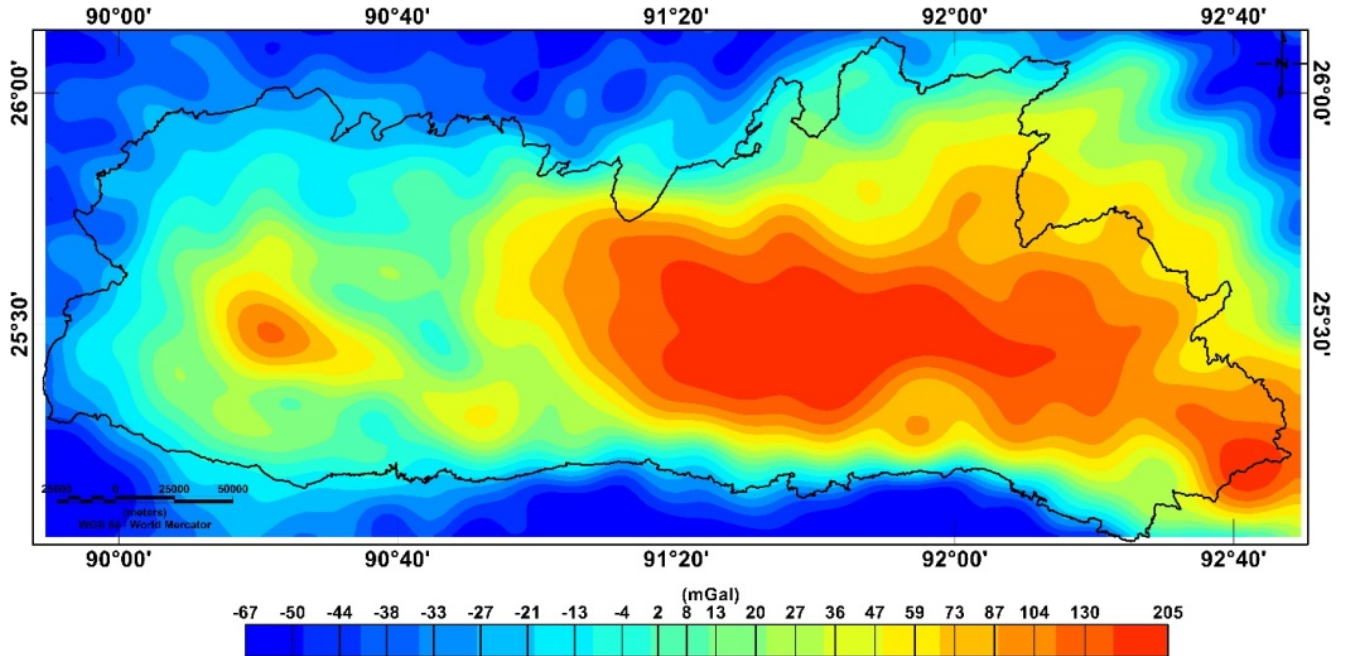 90°00' 90°40' 91°20' 92°00' 92°40'
26°00' 26°00'
N
25°30' 25°30'
25000 0 25000 50000
(meters)
WGS 84 / World Mercator
90°00' 90°40' 91°20' 92°00' 92°40'
(mGal)
-67 -50 -44 -38 -33 -27 -21 -13 -4 2 8 13 20 27 36 47 59 73 87 104 130 205